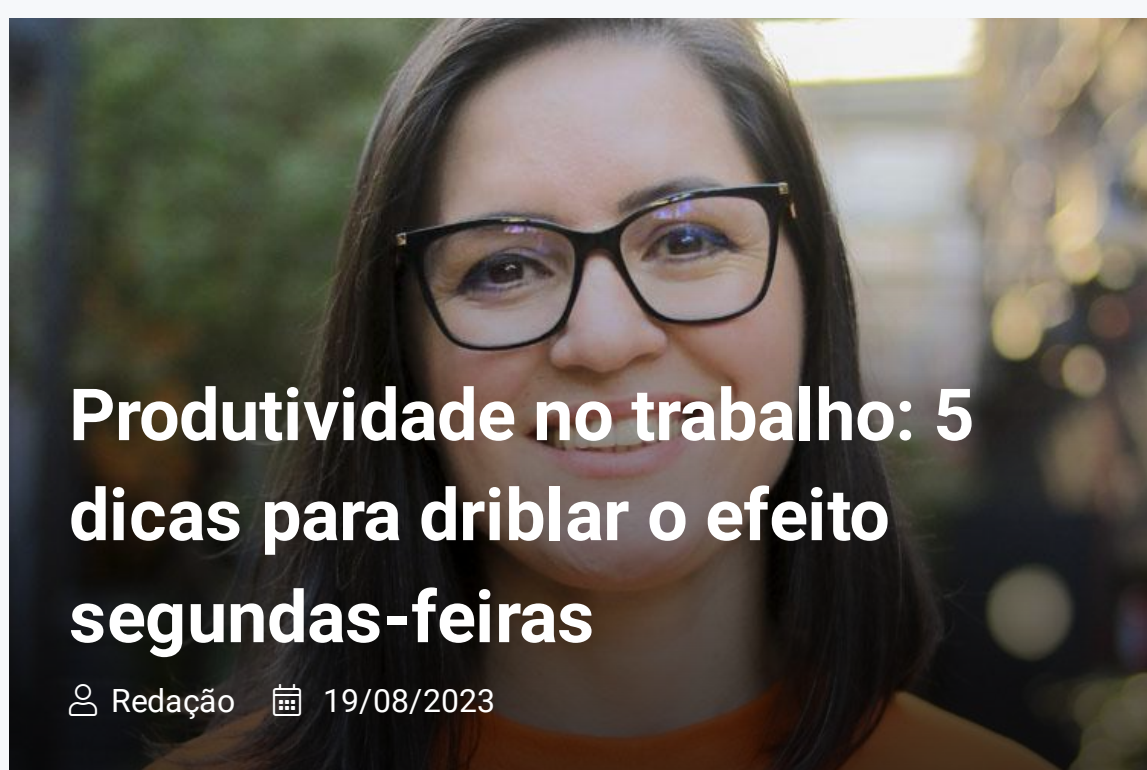 Produtividade no trabalho: 5
dicas para driblar o efeito
segundas-feiras
Redação 19/08/2023